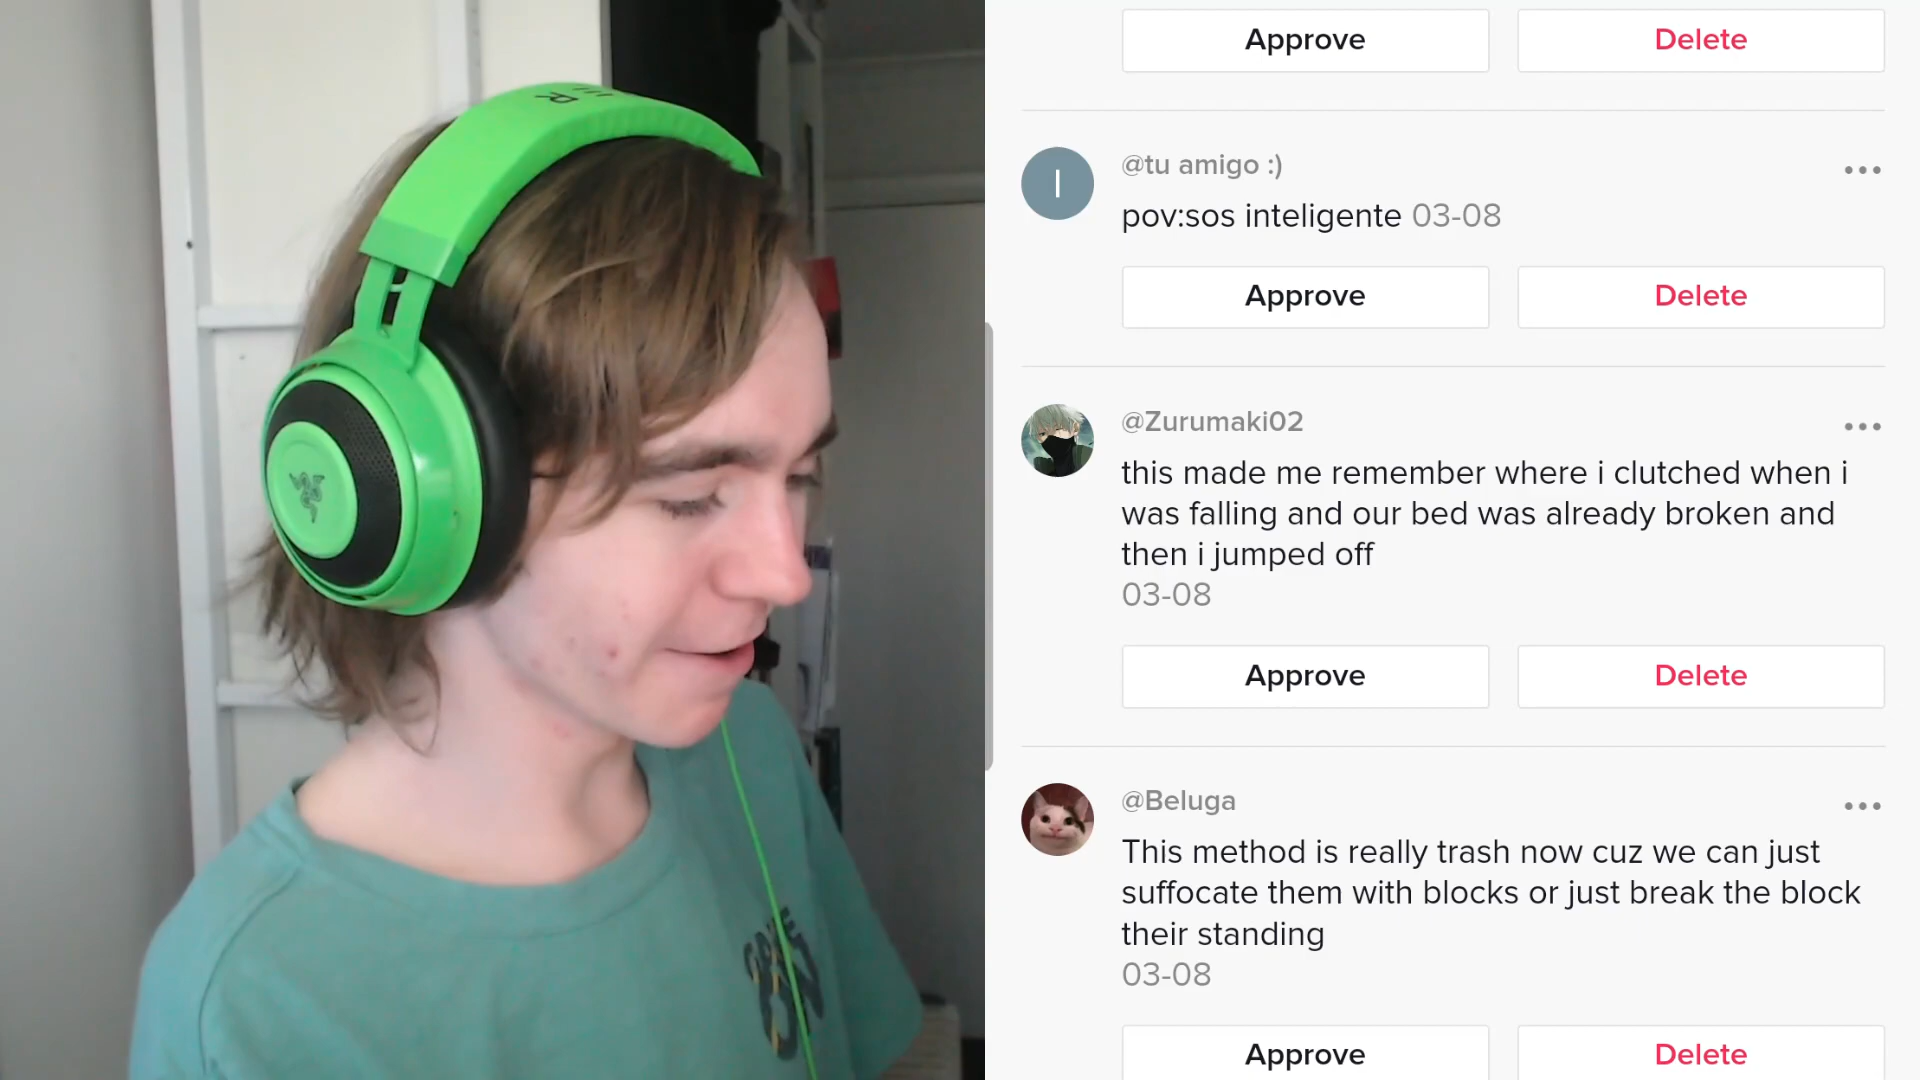 Approve
Delete
@tu amigo :)
pov:sos inteligente 03-08
Approve
Delete
@Zurumaki02
this made me remember where i clutched when i
was falling and our bed was already broken and
then i jumped off
03-08
Approve
Delete
@Beluga
This method is really trash now cuz we can just
suffocate them with blocks or just break the block
their standing
03-08
Approve
Delete